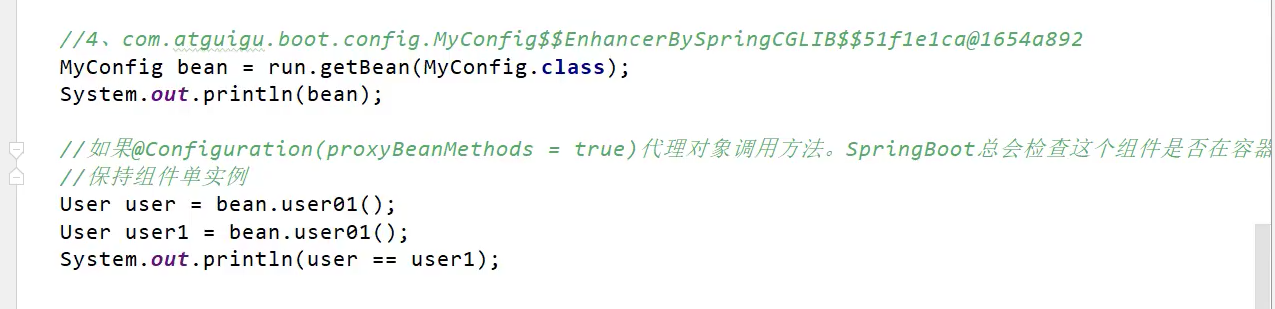 //4、com.atguigu.boot.config.MyConfig$$EnhancerBySpringCGLIB$$51f1e1ca@1654a892
MyConfig bean = run.getBean(MyConfig.class);
System.out.println(bean);
//如果@Configuration(proxyBeanMethods = true)代理对象调用方法。SpringBoot总会检查这个组件是否在容器
//保持组件单实例
User user = bean.user01();
User user1 = bean.user01();
System.out.println(user == user1);